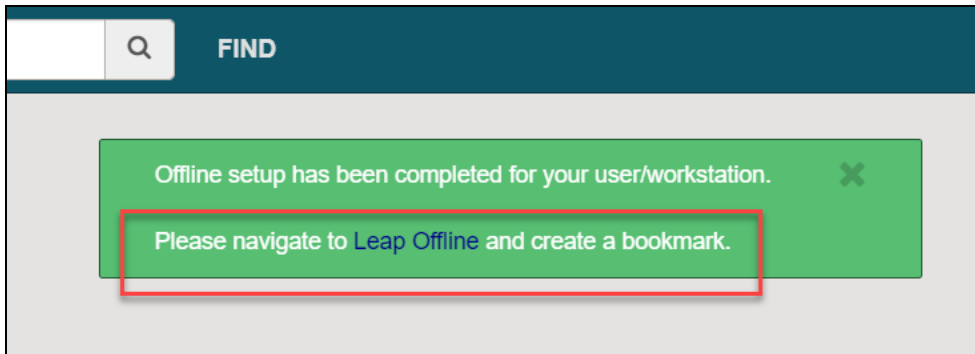 FIND
Offline setup has been completed for your user/workstation.
Please navigate to Leap Offline and create a bookmark.